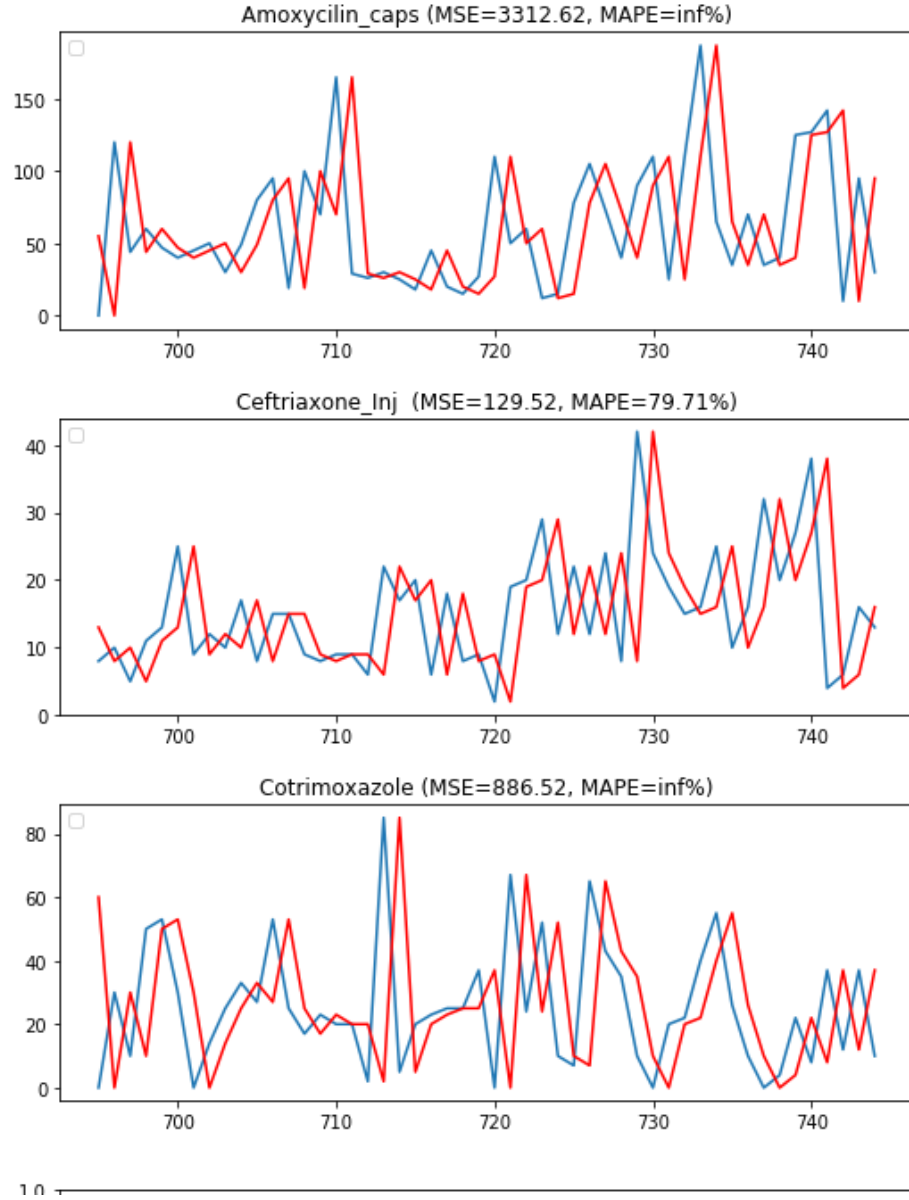 Amoxycilin_caps (MSE=3312.62, MAPE=inf%)
150
100
50
0
700 710 720 730 740
Ceftriaxone_Inj (MSE=129.52, MAPE=79.71%)
40
30
20
10
0
700 710 720 730 740
Cotrimoxazole (MSE=886.52, MAPE=inf%)
80
60
40
20
0
700 710 720 730 740
1.0